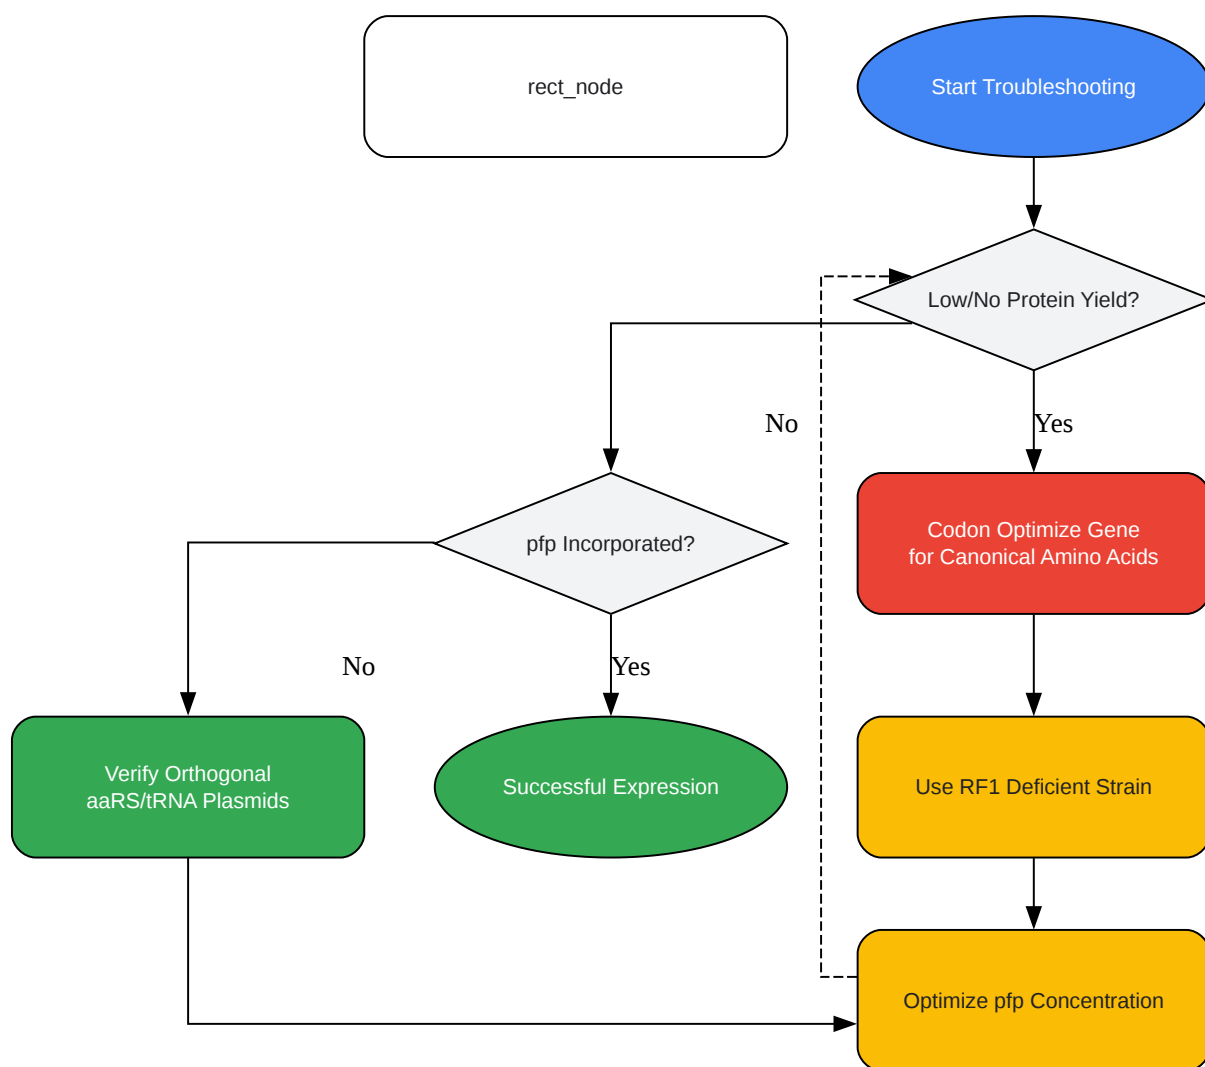 rect_node
Start Troubleshooting
Low/No Protein Yield?
No
Yes
pfp Incorporated?
Codon Optimize Gene
for Canonical Amino Acids
No
Yes
Verify Orthogonal
aaRS/tRNA Plasmids
Successful Expression
Use RF1 Deficient Strain
Optimize pfp Concentration